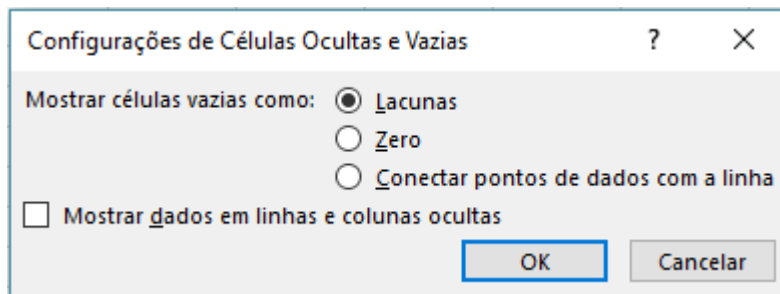 Configurações de Células Ocultas e Vazias ? X
Mostrar células vazias como: Lacunas
Zero
Conectar pontos de dados com a linha
Mostrar dados em linhas e colunas ocultas
OK Cancelar